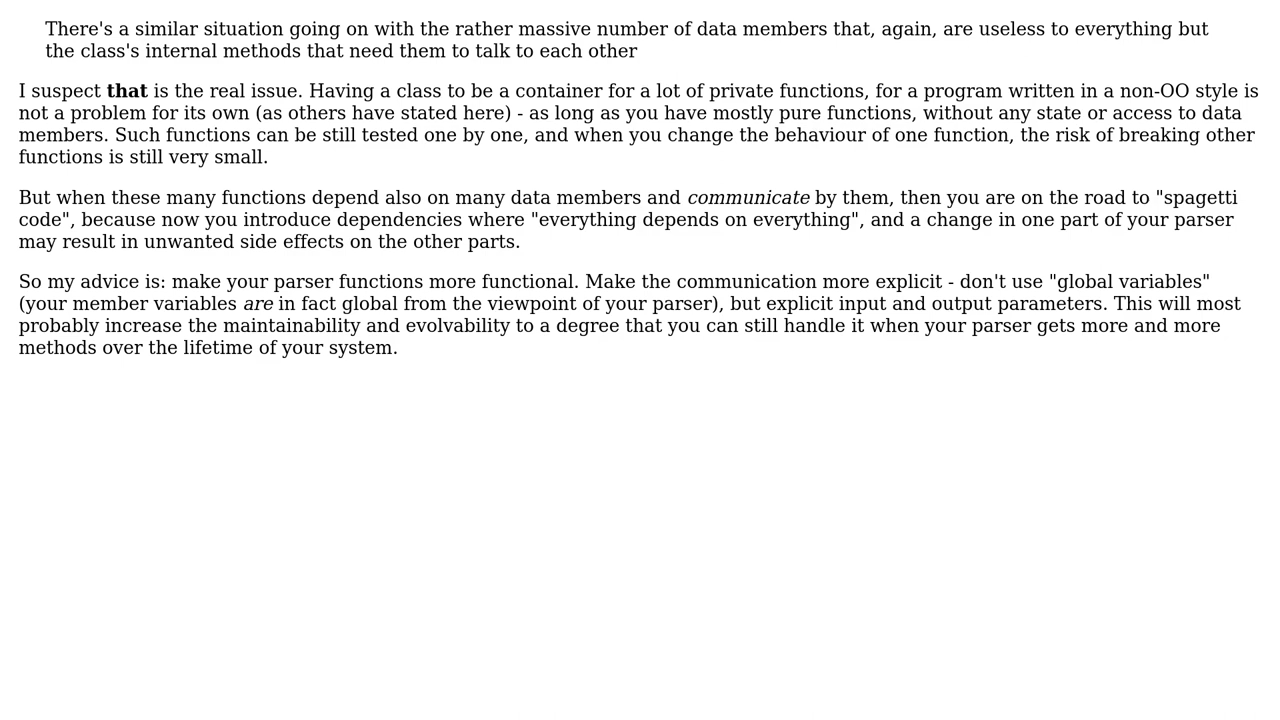 There's a similar situation going on with the rather massive number of data members that, again, are useless to everything but
the class's internal methods that need them to talk to each other
I suspect that is the real issue. Having a class to be a container for a lot of private functions, for a program written in a non-OO style is
not a problem for its own (as others have stated here) - as long as you have mostly pure functions, without any state or access to data
members. Such functions can be still tested one by one, and when you change the behaviour of one function, the risk of breaking other
functions is still very small.
But when these many functions depend also on many data members and communicate by them, then you are on the road to "spagetti
code", because now you introduce dependencies where "everything depends on everything", and a change in one part of your parser
may result in unwanted side effects on the other parts.
So my advice is: make your parser functions more functional. Make the communication more explicit - don't use "global variables"
(your member variables are in fact global from the viewpoint of your parser), but explicit input and output parameters. This will most
probably increase the maintainability and evolvability to a degree that you can still handle it when your parser gets more and more
methods over the lifetime of your system.